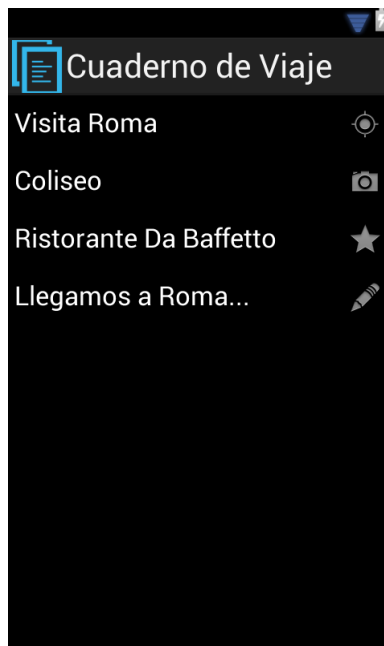 Cuaderno de Viaje
Visita Roma
Coliseo
Ristorante Da Baffetto
Llegamos a Roma...